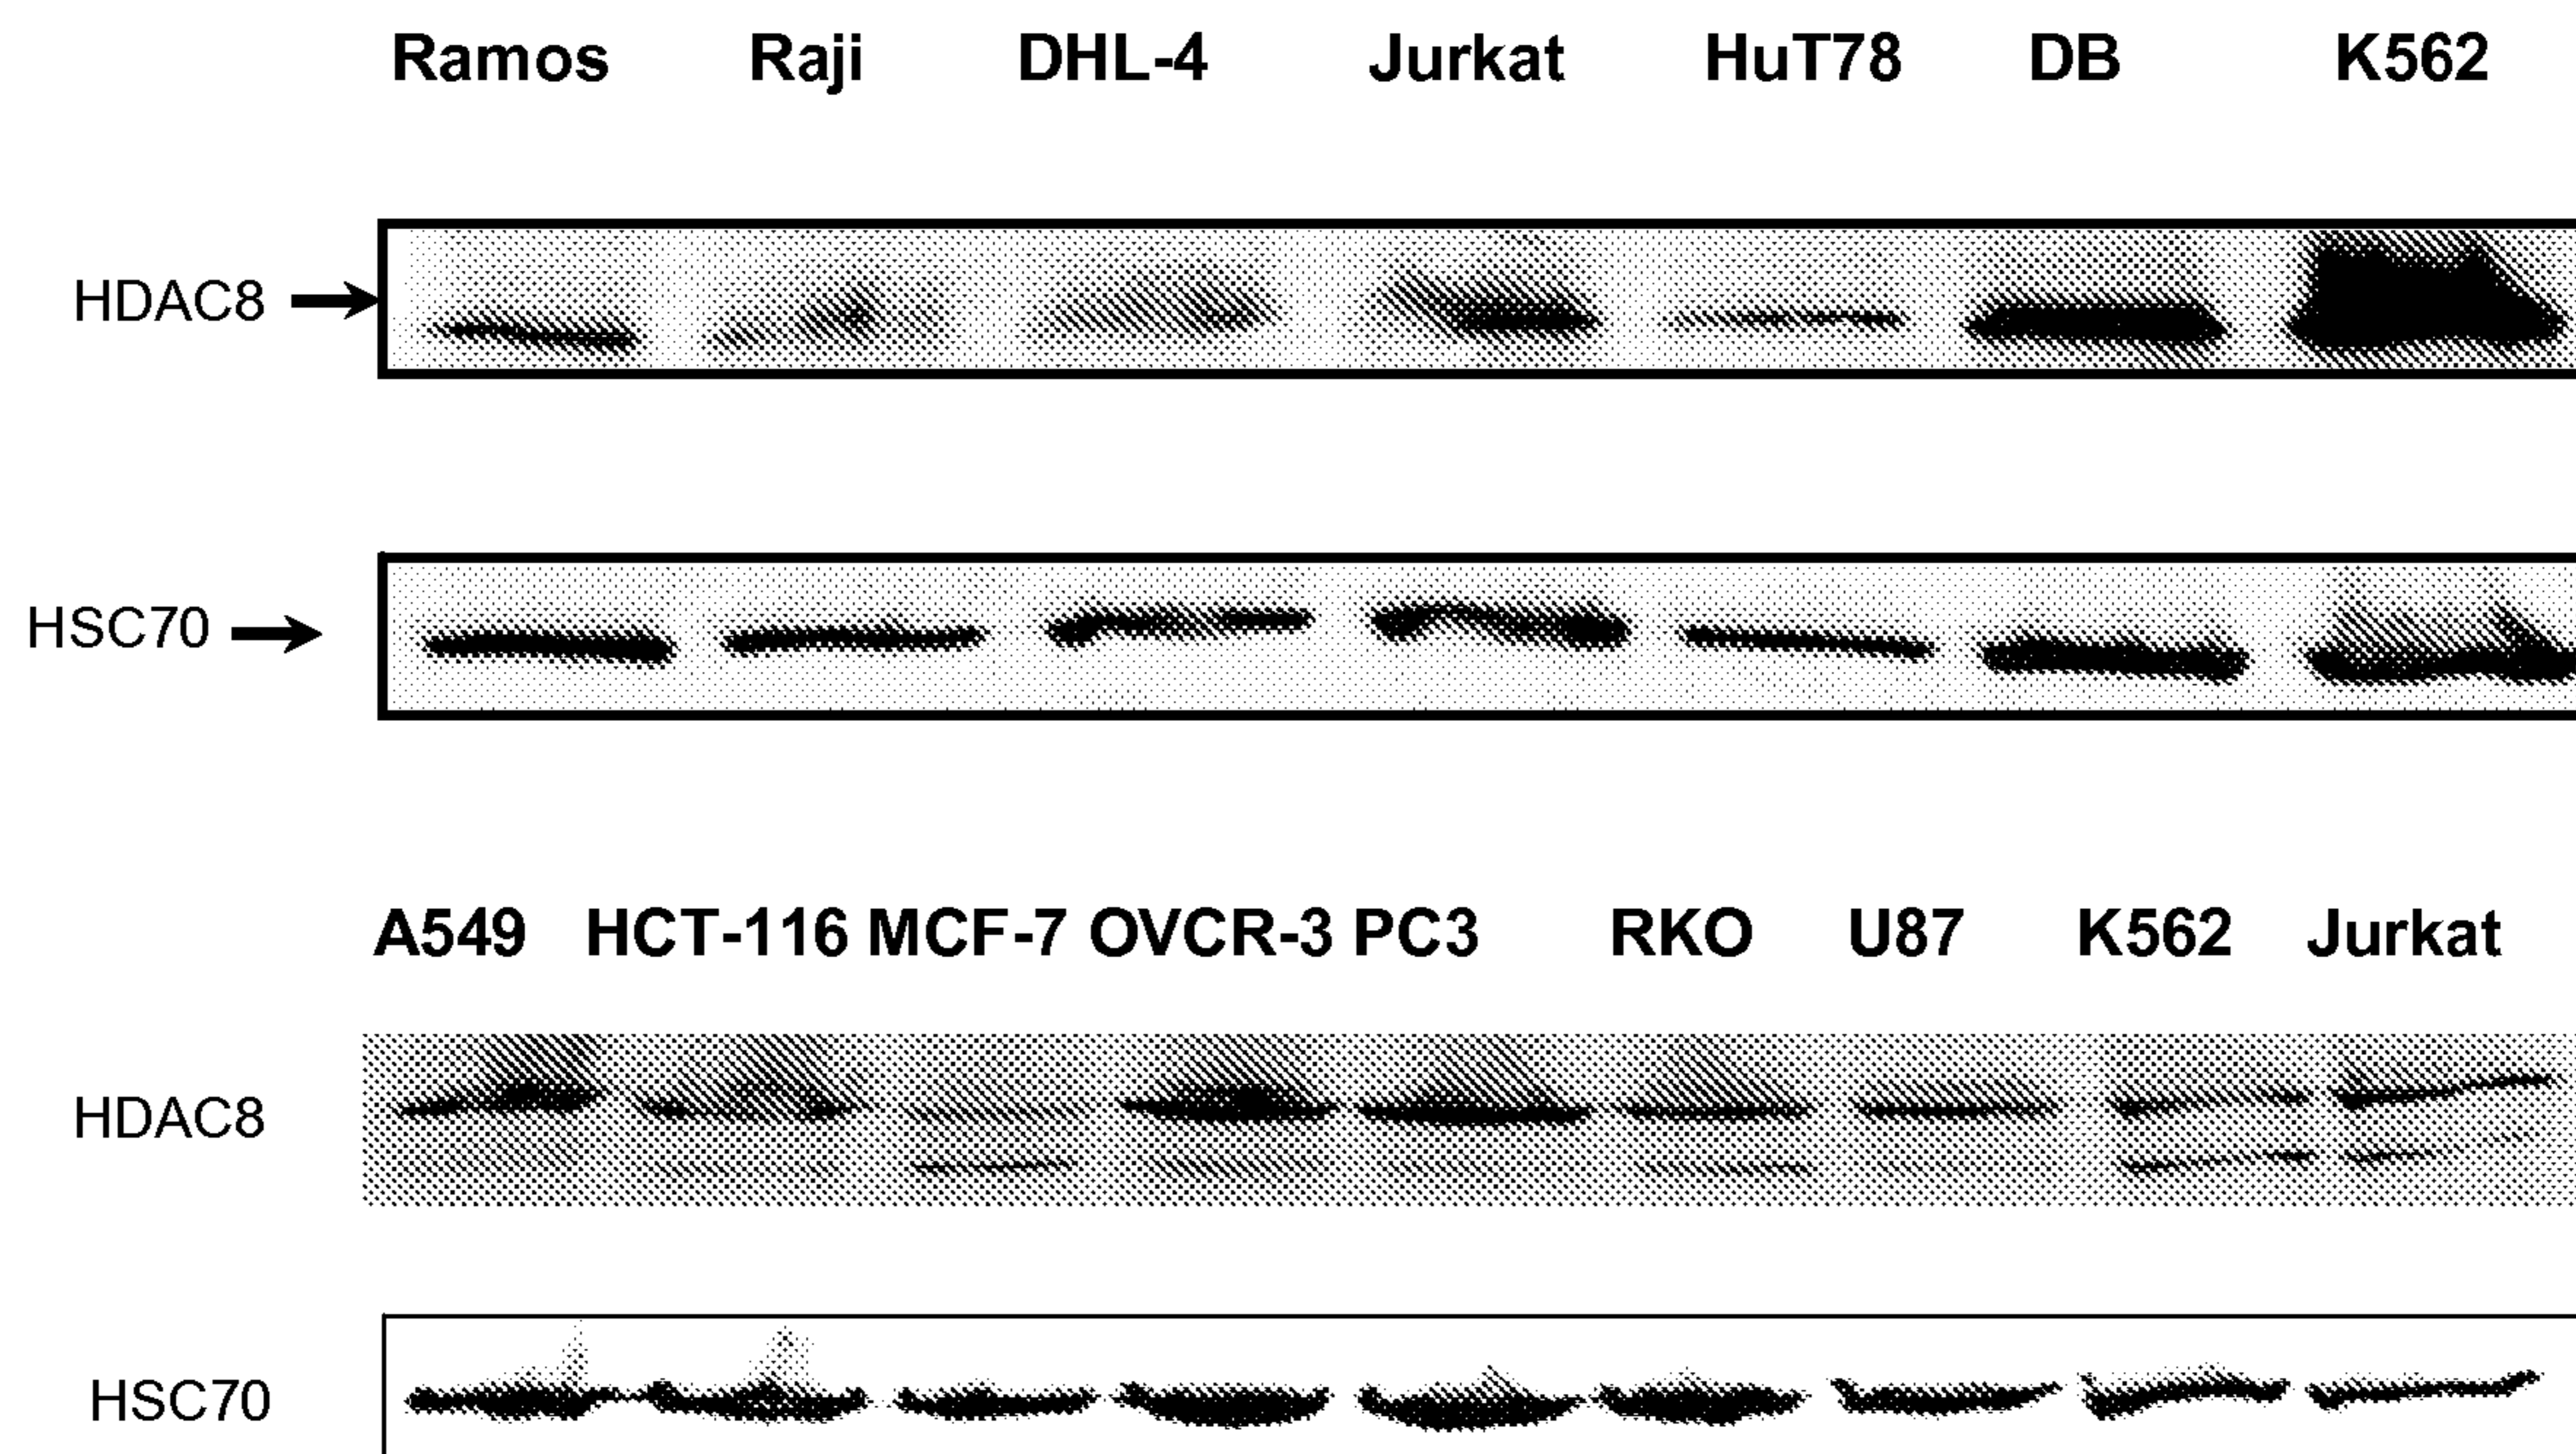 Ramos Raji DHL-4 Jurkat HuT78 DB K562
HDAC8
HSC70
A549 HCT-116 MCF-7 OVCR-3 PC3 RKO U87 K562 Jurkat
HDAC8
HSC70